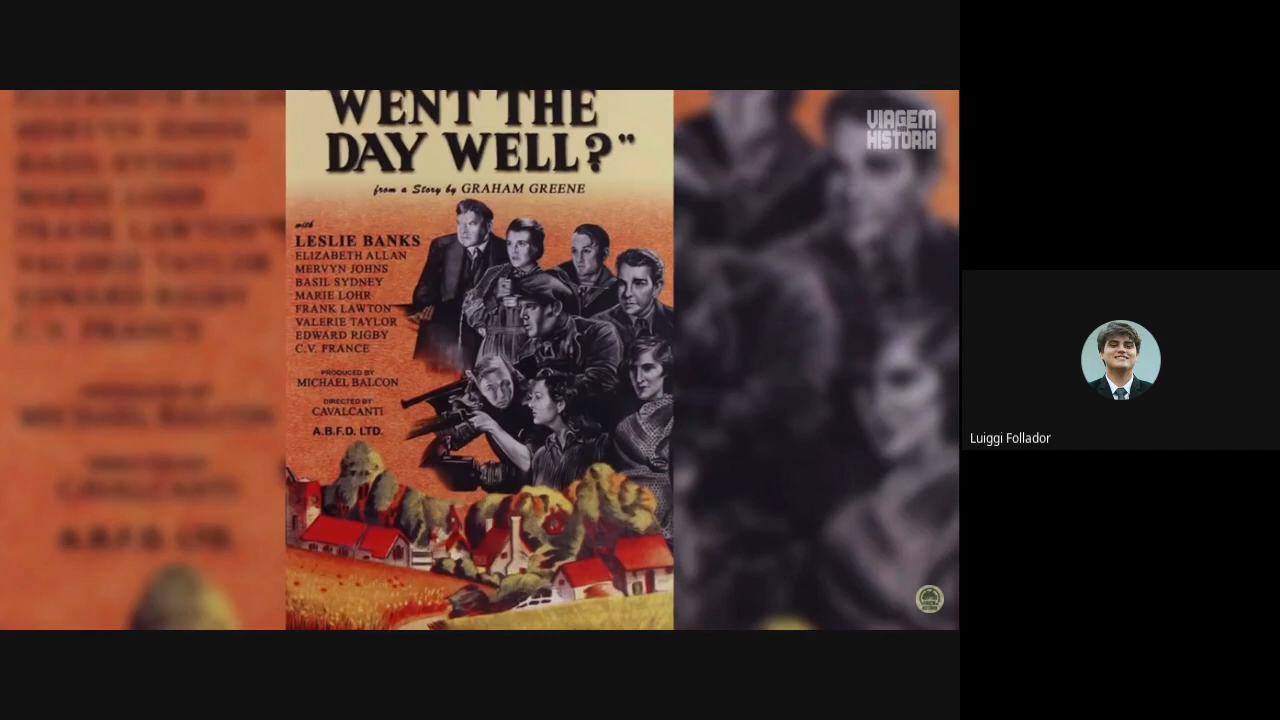 "WENT THE
DAY WELL?"
from a Story by GRAHAM GREENE
with
LESLIE BANKS
ELIZABETH ALLAN
MERVYN JOHNS
BASIL SYDNEY
MARIE LOHR
FRANK LAWTON
VALERIE TAYLOR
EDWARD RIGBY
C.V. FRANCE
PRODUCED BY
MICHAEL BALCON
DIRECTED BY
CAVALCANTI
A.B.F.D. LTD.
VIAGEM
HISTORIA
Luiggi Follador